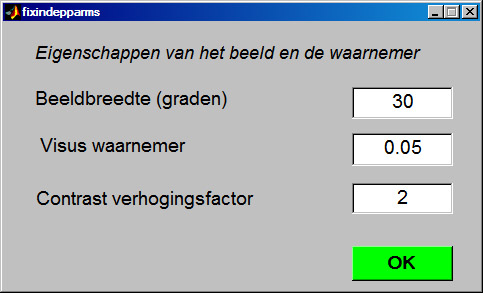 fixindepparms
Eigenschappen van het beeld en de waarnemer
Beeldbreedte (graden) 30
Visus waarnemer 0.05
Contrast verhogingsfactor 2
OK